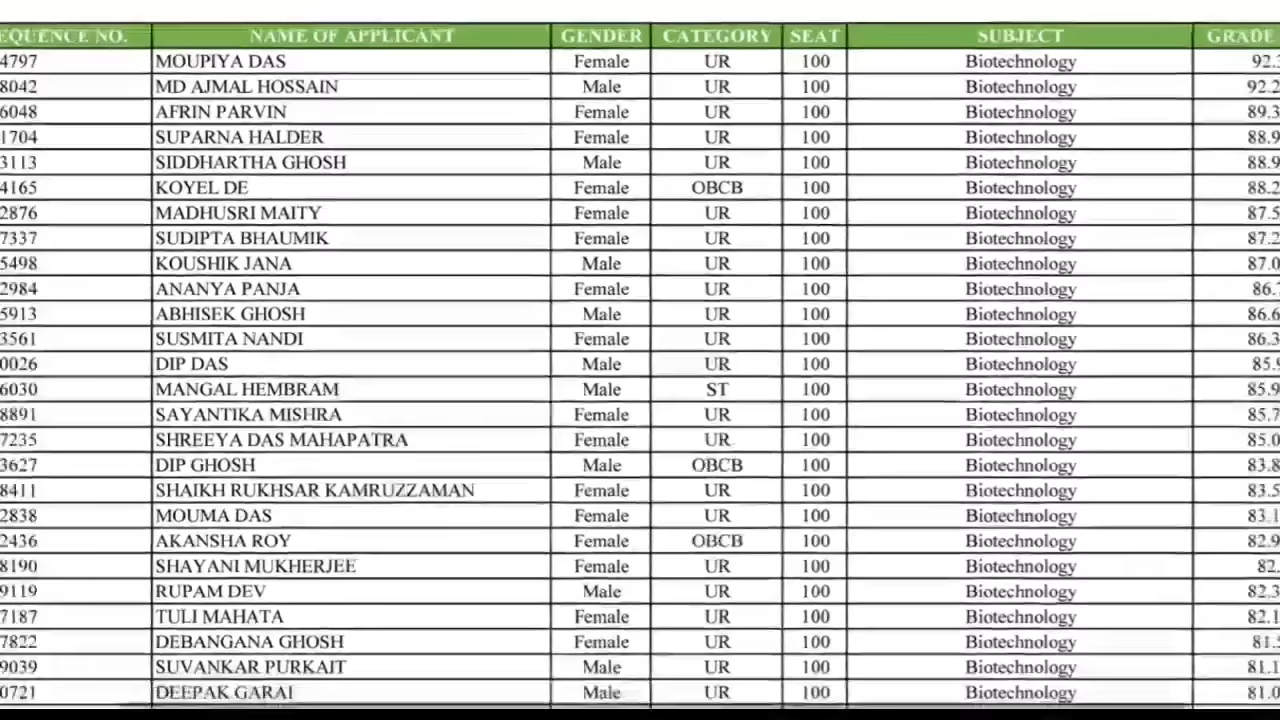 EQUENCE NO. NAME OF APPLICANT GENDER CATEGORY SEAT SUBJECT GRADE
4797 MOUPIYA DAS Female UR 100 Biotechnology 92.3
8042 MD AJMAL HOSSAIN Male UR 100 Biotechnology 92.2
6048 AFRIN PARVIN Female UR 100 Biotechnology 89.3
1704 SUPARNA HALDER Female UR 100 Biotechnology 88.9
3113 SIDDHARTHA GHOSH Male UR 100 Biotechnology 88.9
4165 KOYEL DE Female OBCB 100 Biotechnology 88.2
2876 MADHUSRI MAITY Female UR 100 Biotechnology 87.5
7337 SUDIPTA BHAUMIK Female UR 100 Biotechnology 87.2
5498 KOUSHIK JANA Male UR 100 Biotechnology 87.0
2984 ANANYA PANJA Female UR 100 Biotechnology 86.7
5913 ABHISEK GHOSH Male UR 100 Biotechnology 86.6
3561 SUSMITA NANDI Female UR 100 Biotechnology 86.3
0026 DIP DAS Male UR 100 Biotechnology 85.9
6030 MANGAL HEMBRAM Male ST 100 Biotechnology 85.9
8891 SAYANTIKA MISHRA Female UR 100 Biotechnology 85.7
7235 SHREEYA DAS MAHAPATRA Female UR 100 Biotechnology 85.0
3627 DIP GHOSH Male OBCB 100 Biotechnology 83.8
8411 SHAIKH RUKHSAR KAMRUZZAMAN Female UR 100 Biotechnology 83.5
2838 MOUMA DAS Female UR 100 Biotechnology 83.1
2436 AKANSHA ROY Female OBCB 100 Biotechnology 82.9
8190 SHAYANI MUKHERJEE Female UR 100 Biotechnology 82.
9119 RUPAM DEV Male UR 100 Biotechnology 82.3
7187 TULI MAHATA Female UR 100 Biotechnology 82.1
7822 DEBANGANA GHOSH Female UR 100 Biotechnology 81.5
9039 SUVANKAR PURKAIT Male UR 100 Biotechnology 81.1
0721 DEEPAK GARAI Male UR 100 Biotechnology 81.0